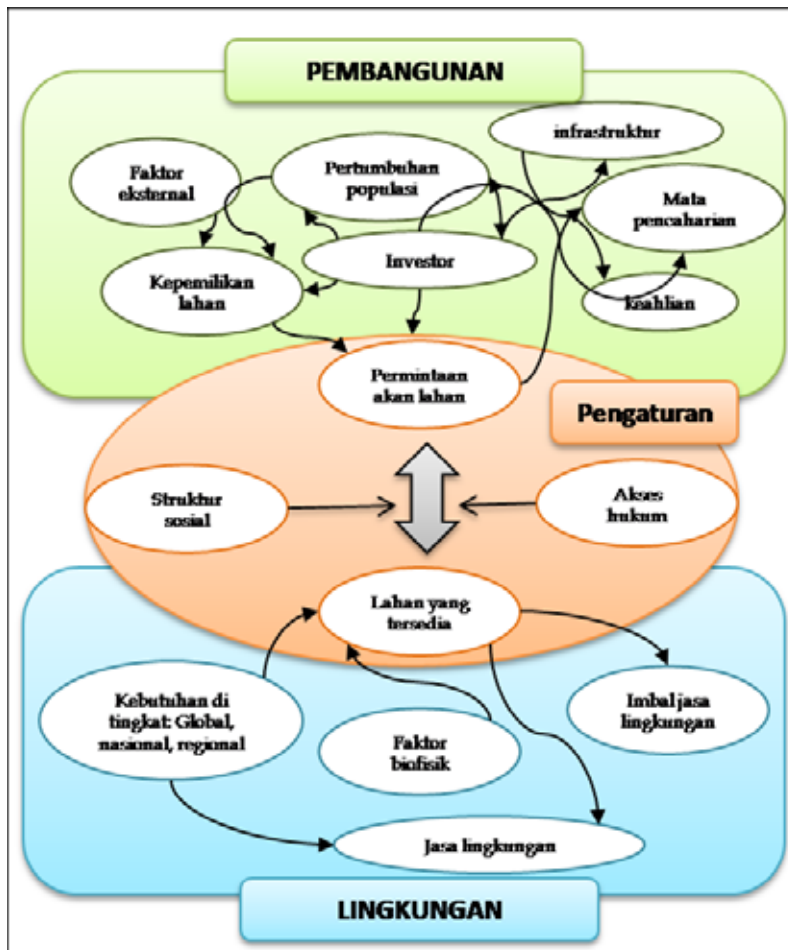 PEMBANGUNAN
infrastruktur
Faktor
eksternal
Pertumbuhan
populasi
Mata
pencaharian
Investor
Kepemilikan
lahan
keahlian
Permintaan
akan lahan
Pengaturan
Struktur
sosial
Akses
hukum
Lahan yang
tersedia
Kebutuhan di
tingkat: Global,
nasional, regional
Imbal jasa
lingkungan
Faktor
biofisik
Jasa lingkungan
LINGKUNGAN